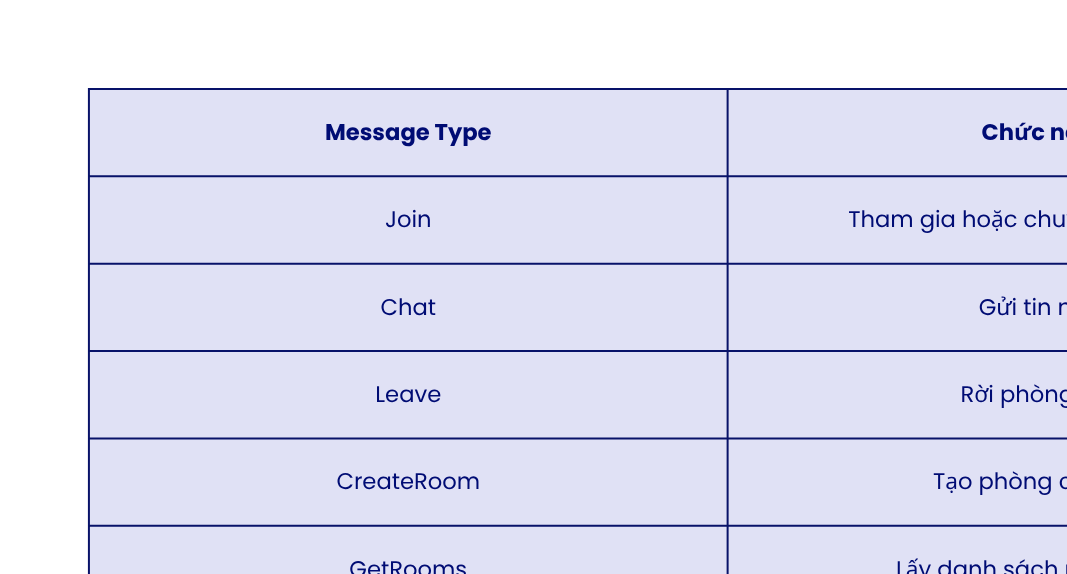 Message Type Chức
Join Tham gia hoặc
Chat Gửi tin
Leave Rời phòng
CreateRoom Tạo phòng
GetRooms Lấy danh sách